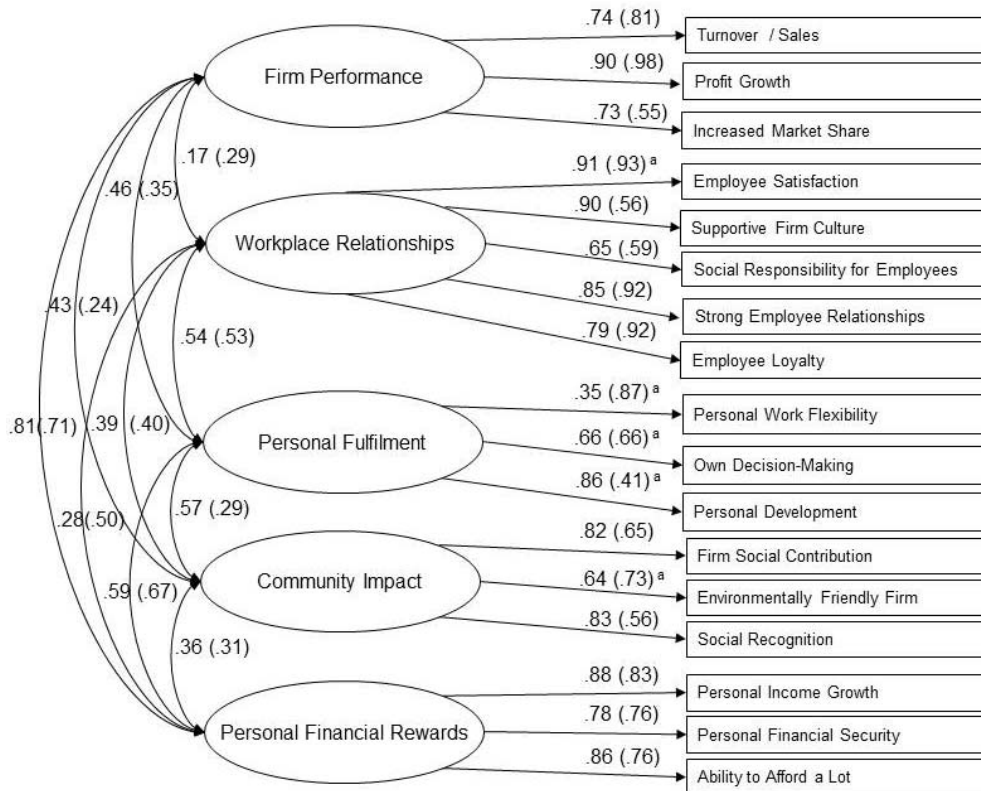 .74 (.81)
Turnover / Sales
Firm Performance
.90 (.98)
Profit Growth
.73 (.55)
Increased Market Share
.17 (.29)
.46 (.35)
.91 (.93) a
Employee Satisfaction
.90 (.56)
Supportive Firm Culture
Workplace Relationships
.65 (.59)
Social Responsibility for Employees
.43 (.24)
.85 (.92)
Strong Employee Relationships
.54 (.53)
.79 (.92)
Employee Loyalty
.35 (.87) a
Personal Work Flexibility
.81(.71)
.39 (.40)
Personal Fulfilment
.66 (.66) a
Own Decision-Making
.86 (.41) a
Personal Development
.28(.50)
.57 (.29)
.82 (.65)
Firm Social Contribution
Community Impact
.64 (.73) a
Environmentally Friendly Firm
.59 (.67)
.83 (.56)
Social Recognition
.36 (.31)
.88 (.83)
Personal Income Growth
Personal Financial Rewards
.78 (.76)
Personal Financial Security
.86 (.76)
Ability to Afford a Lot